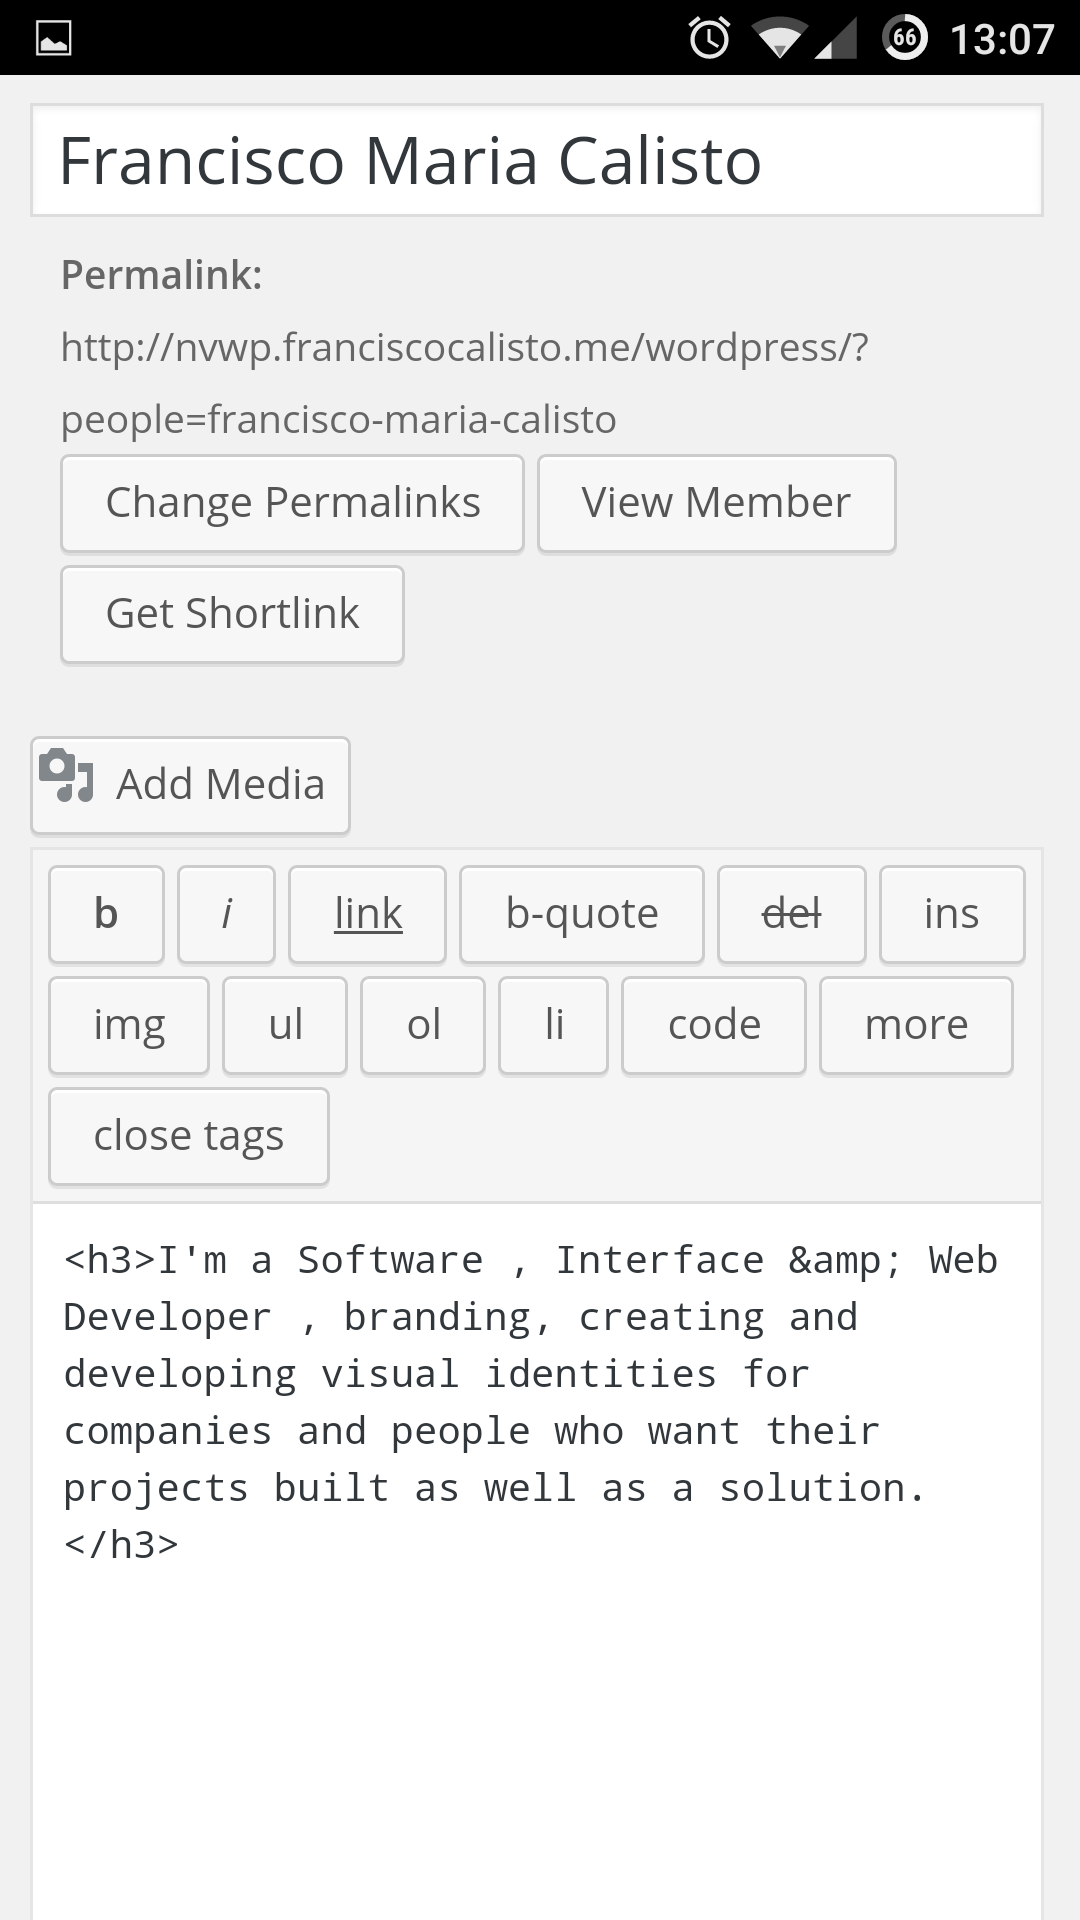 66 13:07
Francisco Maria Calisto
Permalink:
http://nvwp.franciscocalisto.me/wordpress/?
people=francisco-maria-calisto
Change Permalinks View Member
Get Shortlink
Add Media
b i link b-quote del ins
img ul ol li code more
close tags
<h3>I'm a Software , Interface &amp; Web
Developer , branding, creating and
developing visual identities for
companies and people who want their
projects built as well as a solution.
</h3>